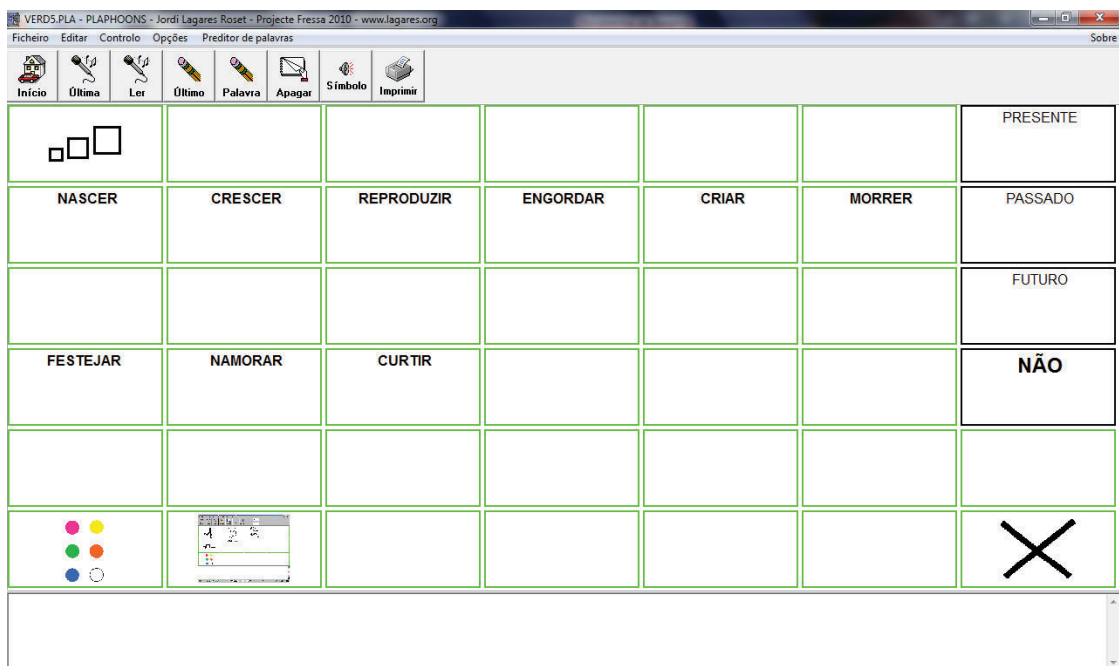 VERD5.PLA - PLAPHOONS - Jordi Lagares Roset - Projecte Fressa 2010 - www.lagares.org
Ficheiro Editar Controlo Opções Preditor de palavras Sobre
Início Última Ler Último Palavra Apagar Símbolo Imprimir
PRESENTE
NASCER CRESCER REPRODUZIR ENGORDAR CRIAR MORRER PASSADO
FUTURO
FESTEJAR NAMORAR CURTIR NÃO